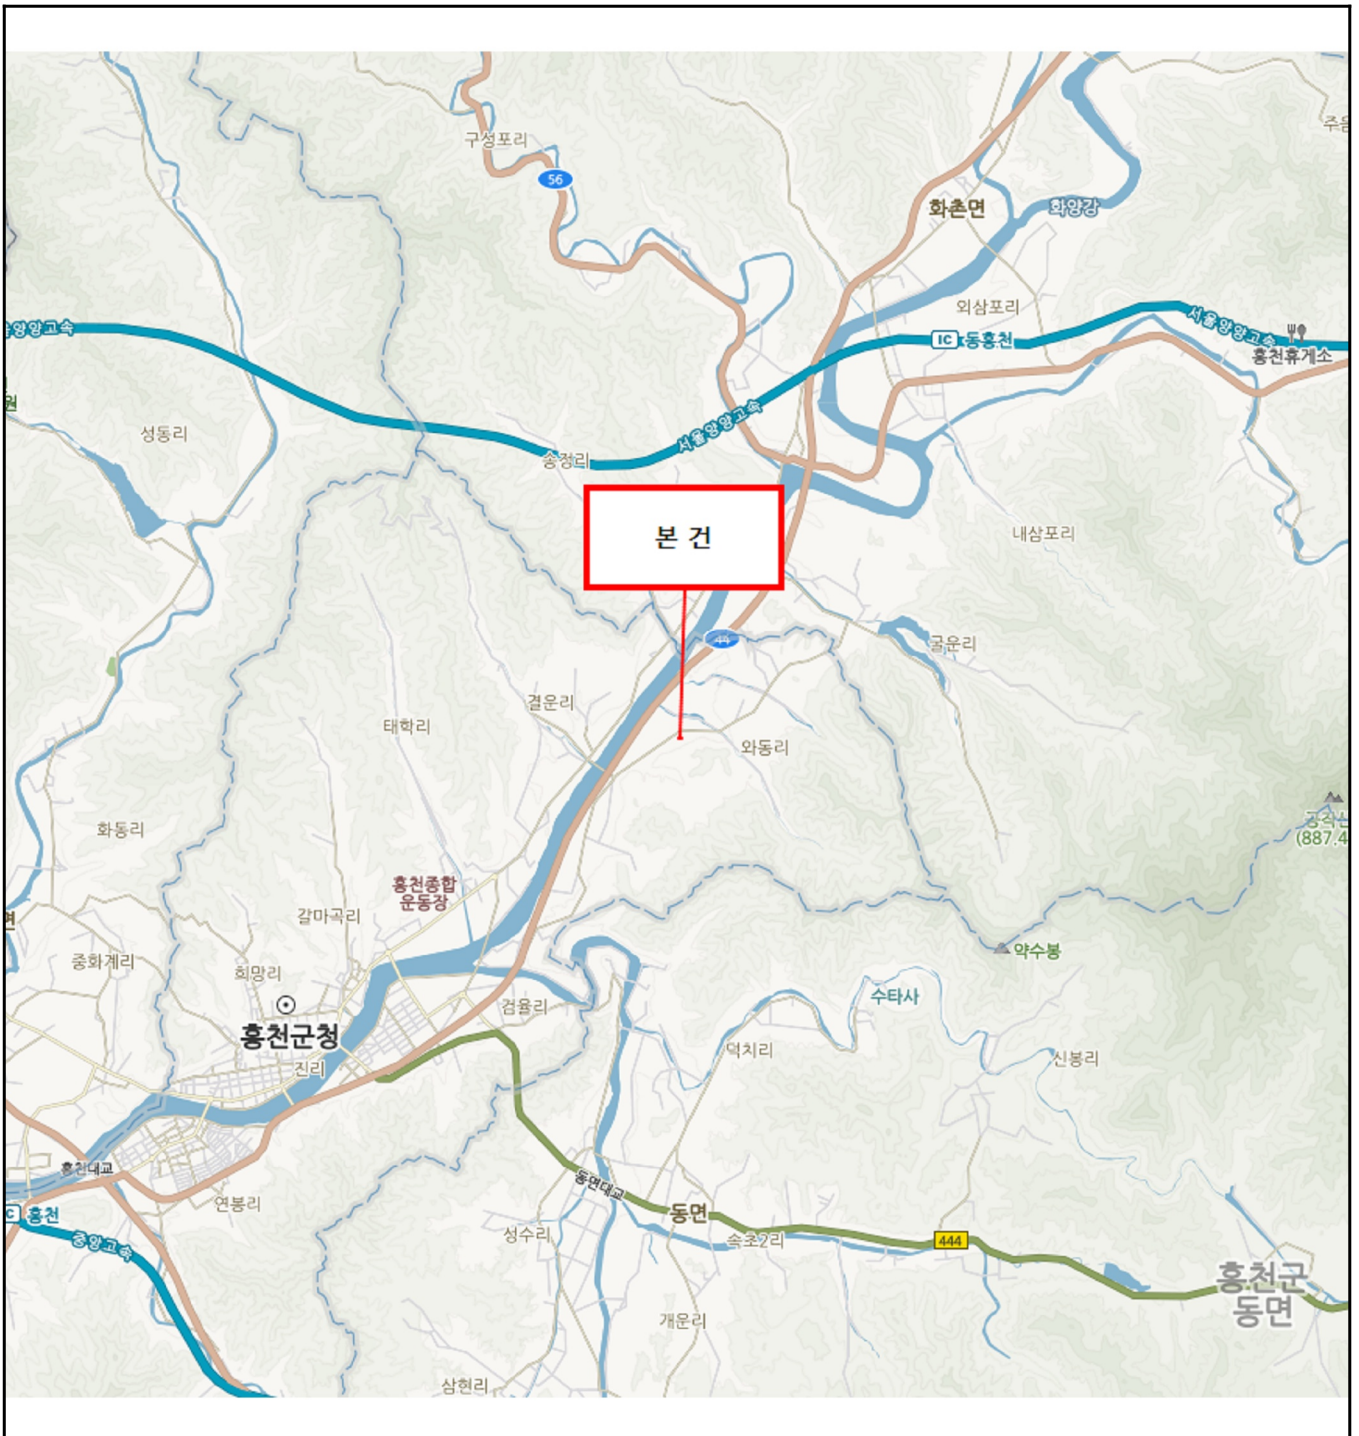 구성포리
56
화촌면
화양강
외삼포리
서울양양고속
IC 동홍천
홍천휴게소
성동리
서울양양고속
송정리
본 건
내삼포리
44
굴운리
결운리
태학리
와동리
화동리
(887.4
홍천종합
운동장
갈마곡리
중화계리
희망리
약수봉
수타사
검율리
홍천군청
진리
덕치리
신봉리
홍천대교
연봉리
동면대교
홍천
동면
중앙고속
성수리
속초2리
444
홍천군
동면
개운리
삼현리